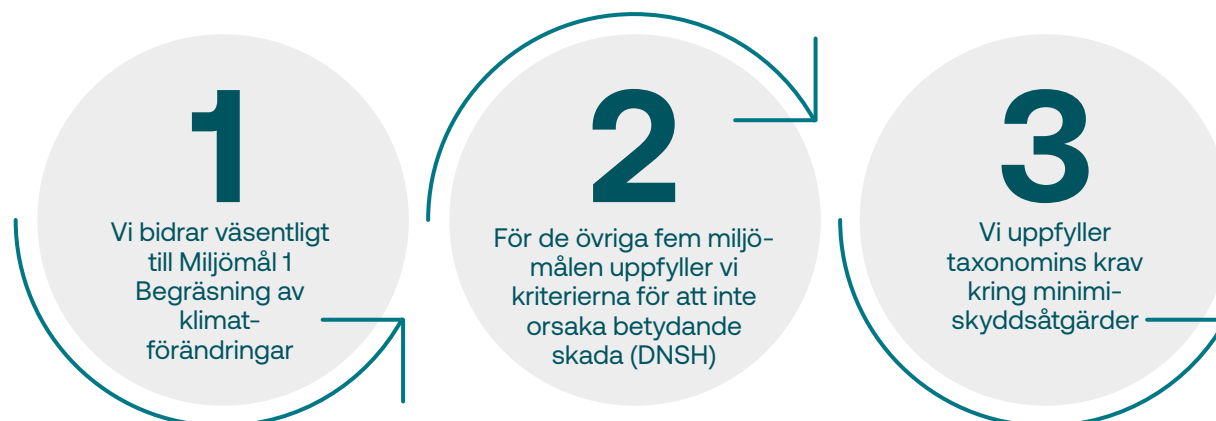 1
Vi bidrar väsentligt
till Miljömål 1
Begräsning av
klimat-
förändringar
2
För de övriga fem miljö-
målen uppfyller vi
kriterierna för att inte
orsaka betydande
skada (DNSH)
3
Vi uppfyller
taxonomins krav
kring minimi-
skyddsåtgärder